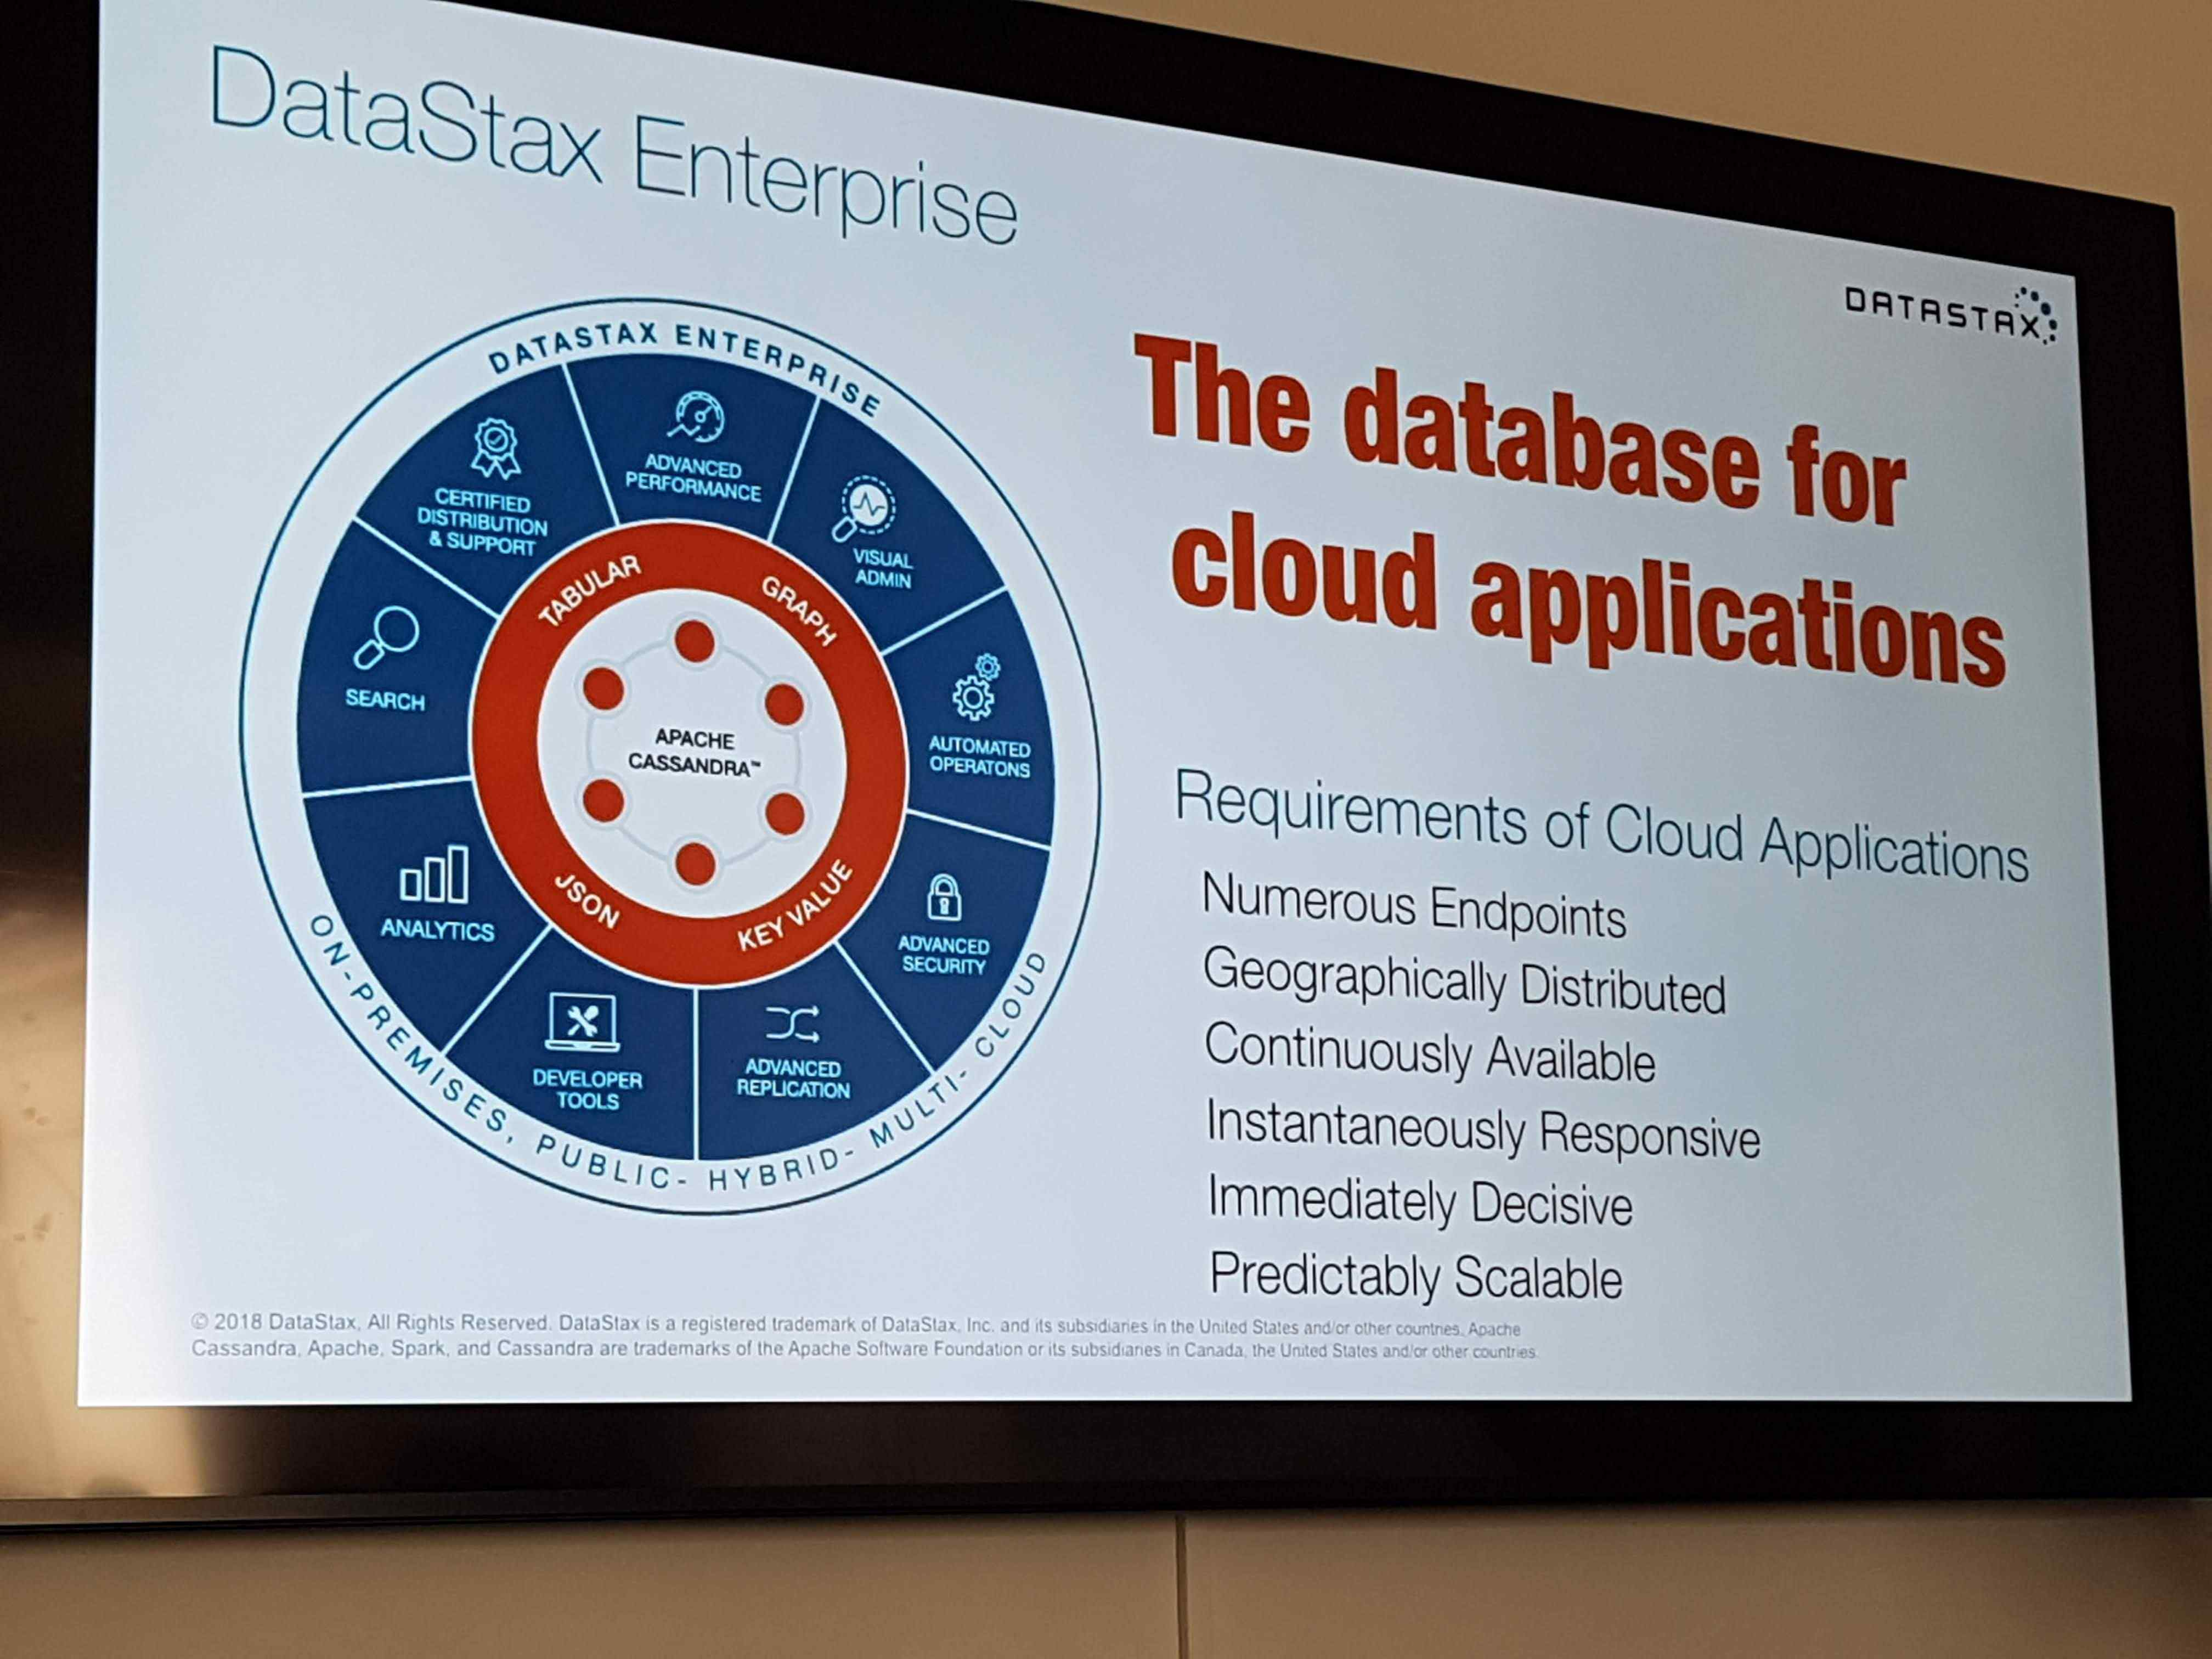 DataStax Enterprise
DATASTAX
DATASTAX ENTERPRISE
CERTIFIED
DISTRIBUTION
& SUPPORT
ADVANCED
PERFORMANCE
VISUAL
ADMIN
AUTOMATED
OPERATONS
ADVANCED
SECURITY
ADVANCED
REPLICATION
DEVELOPER
TOOLS
ANALYTICS
SEARCH
TABULAR
GRAPH
KEY VALUE
JSON
APACHE
CASSANDRA™
ON-PREMISES, PUBLIC- HYBRID- MULTI- CLOUD
The database for
cloud applications
Requirements of Cloud Applications
Numerous Endpoints
Geographically Distributed
Continuously Available
Instantaneously Responsive
Immediately Decisive
Predictably Scalable
© 2018 DataStax, All Rights Reserved. DataStax is a registered trademark of DataStax, Inc. and its subsidiaries in the United States and/or other countries. Apache
Cassandra, Apache, Spark, and Cassandra are trademarks of the Apache Software Foundation or its subsidiaries in Canada, the United States and/or other countries.